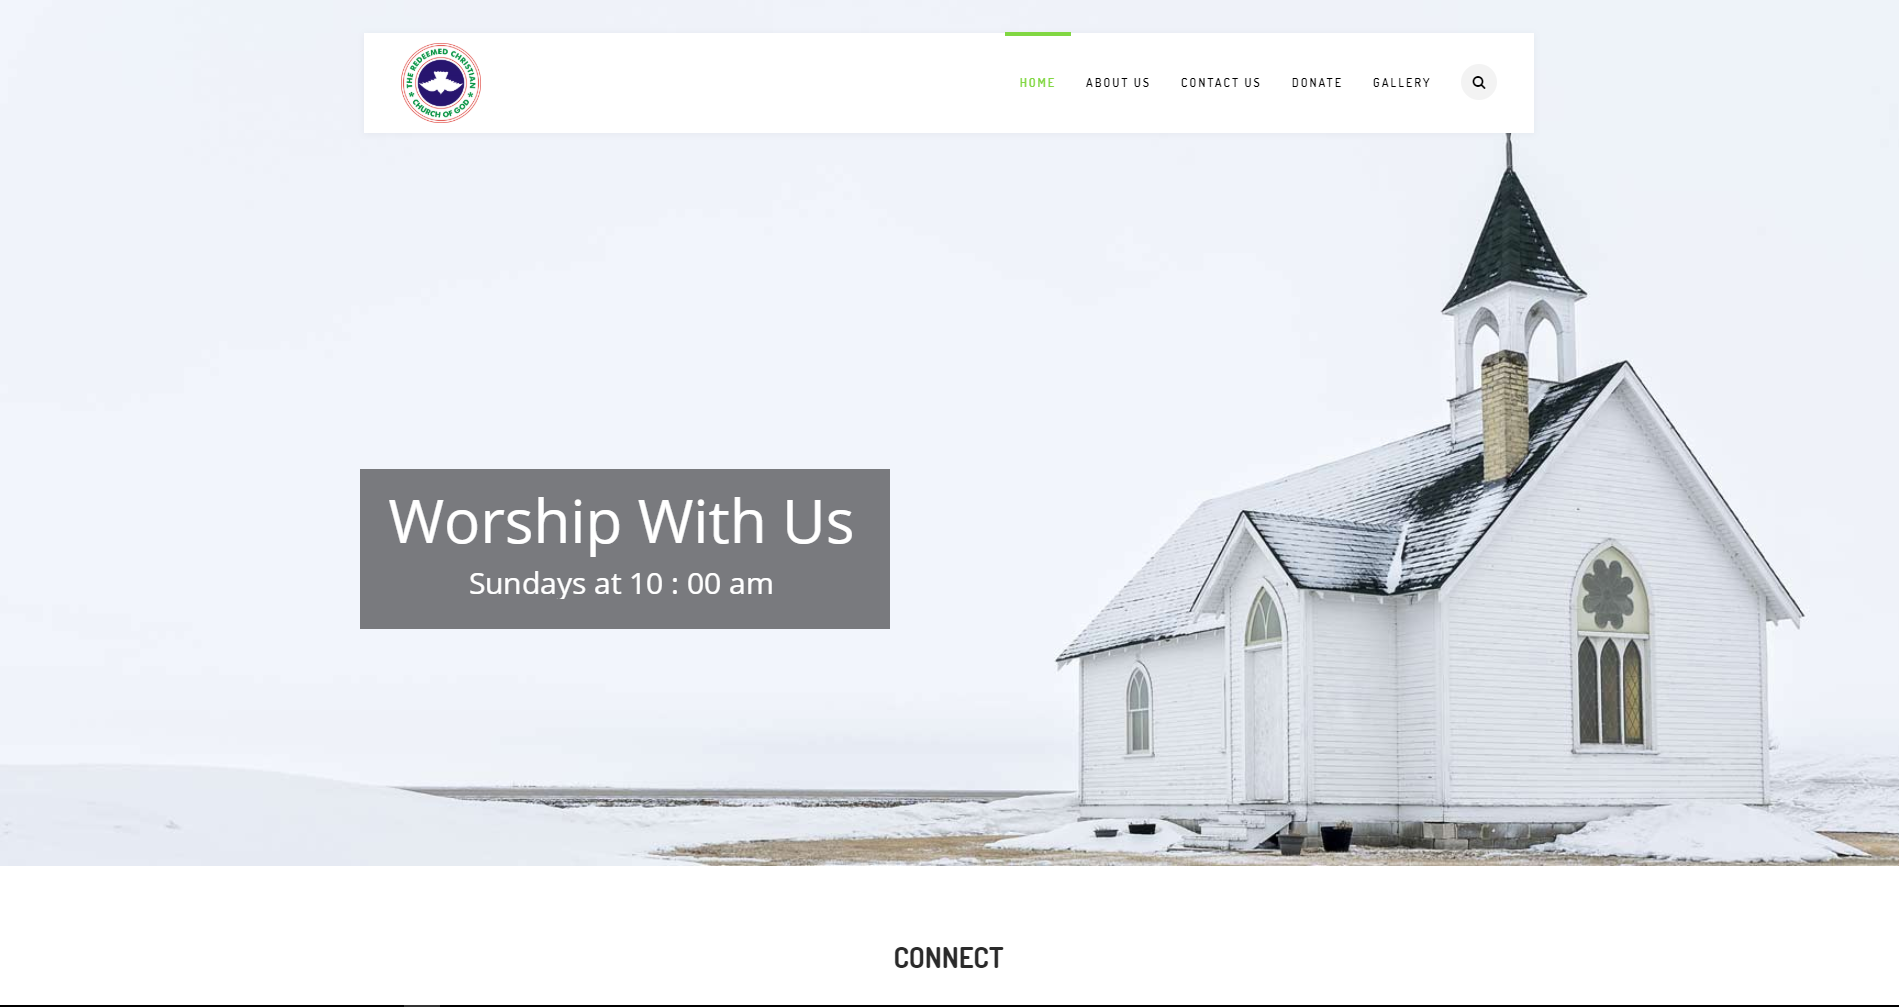 THE REDEEMED CHRISTIAN
CHURCH OF GOD
HOME
ABOUT US
CONTACT US
DONATE
GALLERY
Worship With Us
Sundays at 10 : 00 am
CONNECT